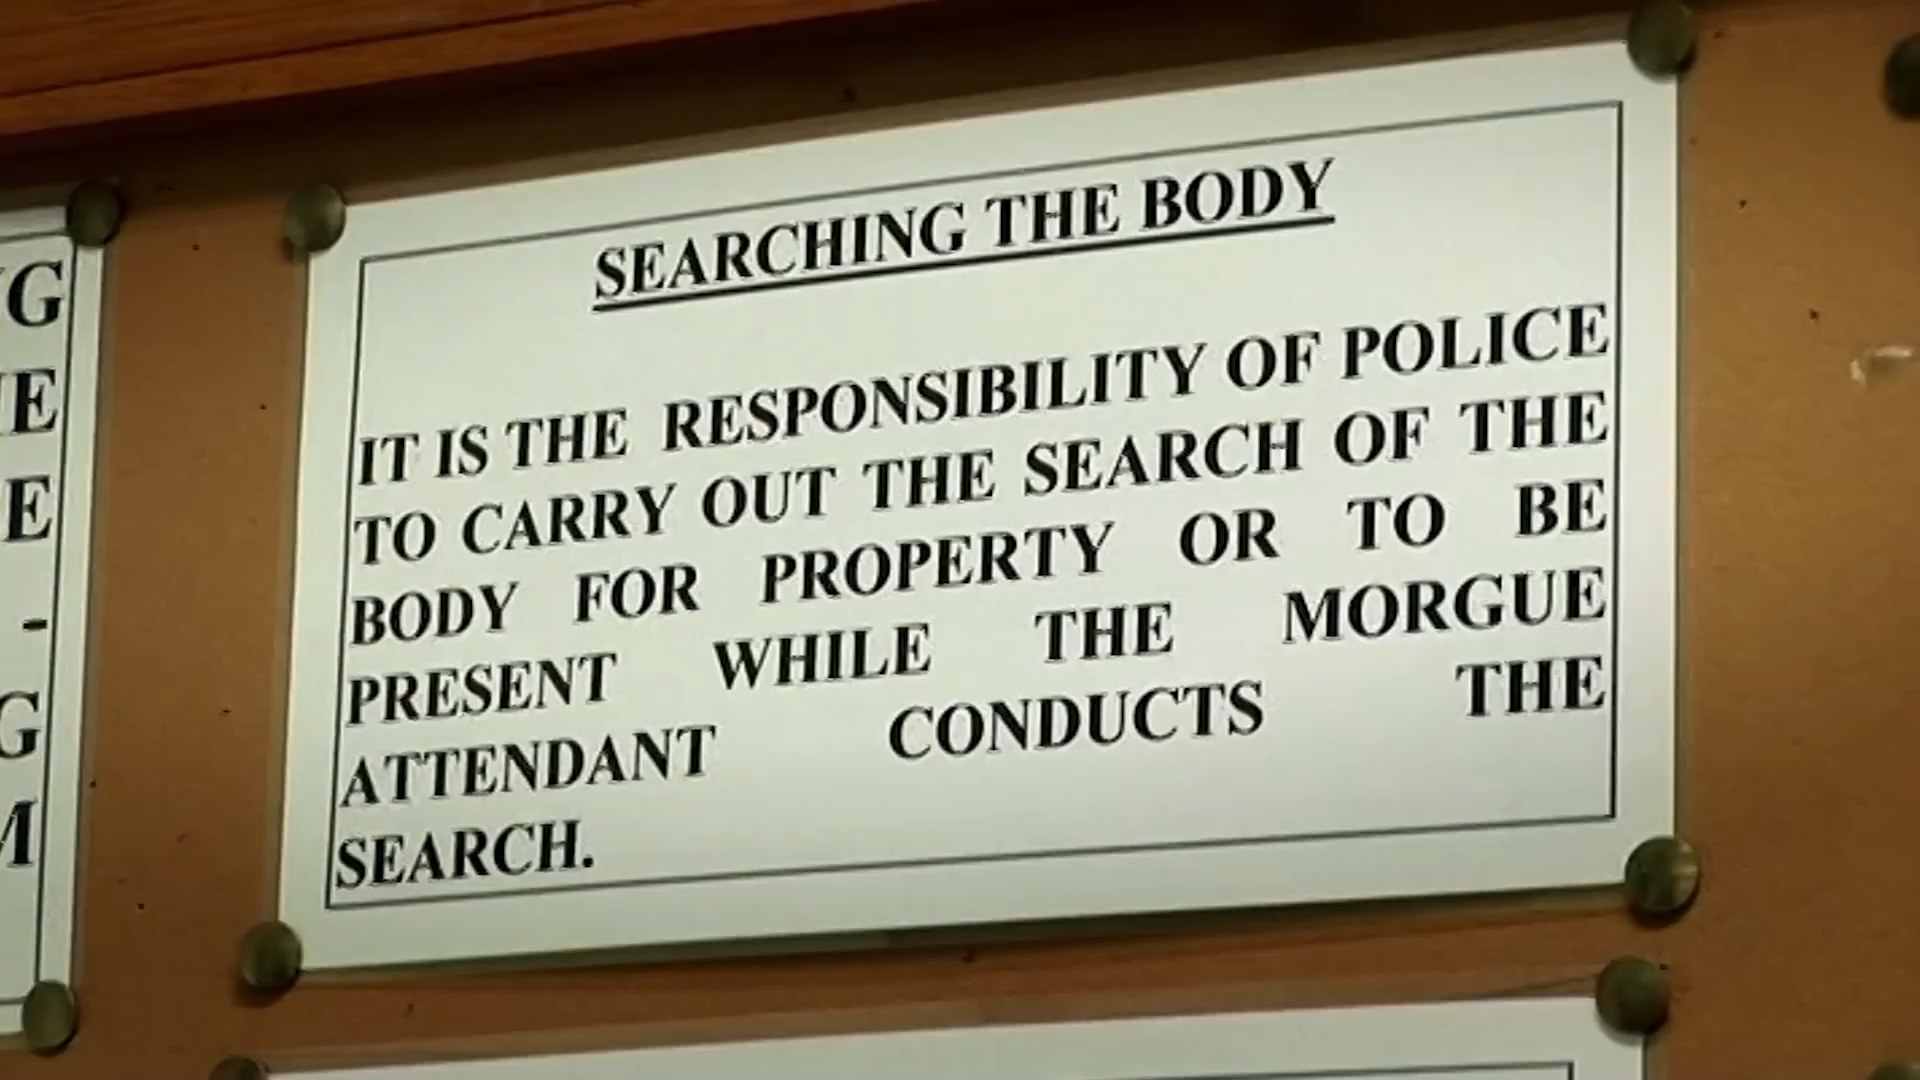 SEARCHING THE BODY
IT IS THE RESPONSIBILITY OF POLICE
TO CARRY OUT THE SEARCH OF THE
BODY FOR PROPERTY OR TO BE
PRESENT WHILE THE MORGUE
ATTENDANT CONDUCTS THE
SEARCH.